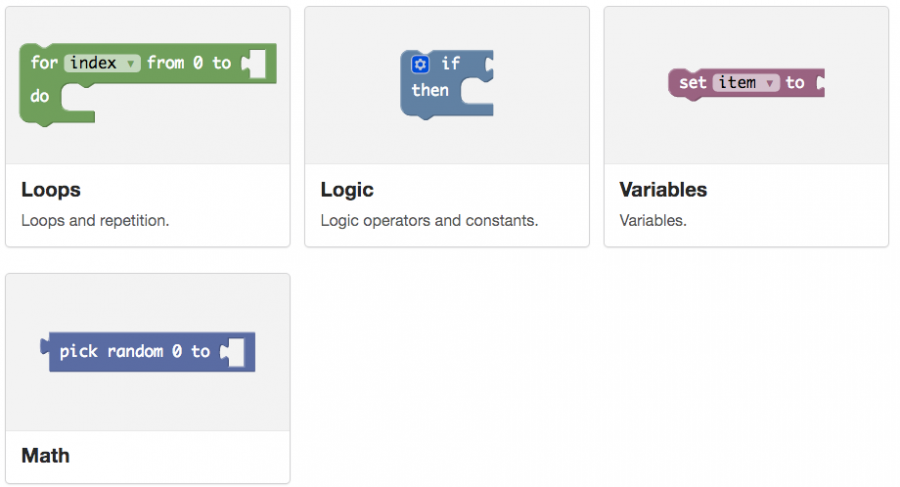 for index from 0 to
do
Loops
Loops and repetition.
if
then
Logic
Logic operators and constants.
set item to
Variables
Variables.
pick random 0 to
Math